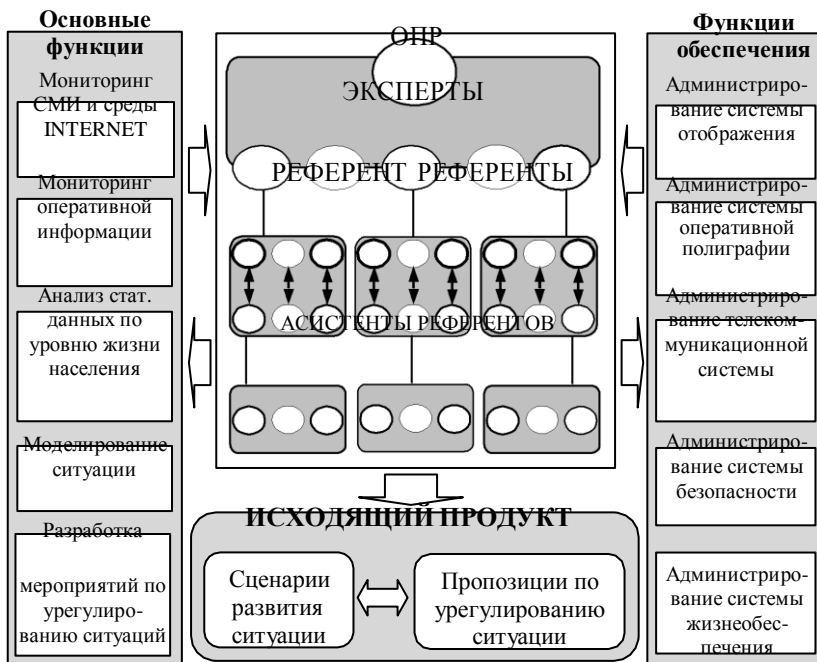 Основные
функции
Мониторинг
СМИ и среды
INTERNET
Мониторинг
оперативной
информации
Анализ стат.
данных по
уровню жизни
населения
Моделирование
ситуации
Разработка
мероприятий по
урегулиро-
ванию ситуаций
ОПР
ЭКСПЕРТЫ
РЕФЕРЕНТ РЕФЕРЕНТЫ
АСИСТЕНТЫ РЕФЕРЕНТОВ
ИСХОДЯЩИЙ ПРОДУКТ
Сценарии
развития
ситуации
Пропозиции по
урегулированию
ситуации
Функции
обеспечения
Администриро-
вание системы
отображения
Администриро-
вание системы
оперативной
полиграфии
Администриро-
вание телеком-
муникационной
системы
Администриро-
вание системы
безопасности
Администриро-
вание системы
жизнеобес-
печения